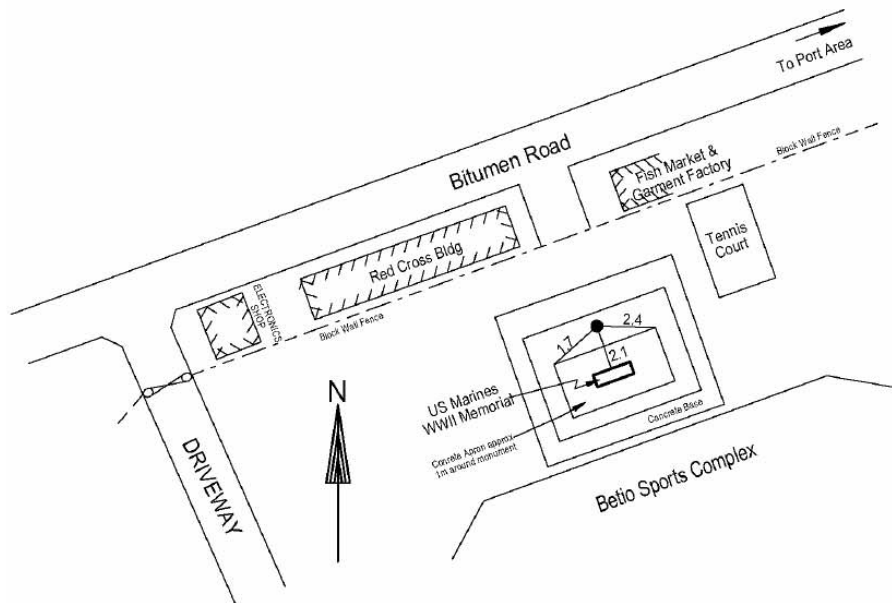 To Port Area
Bitumen Road
Block Wall Fence
Fish Market &
Garment Factory
Tennis
Court
Red Cross Bldg
ELECTRONICS
SHOP
Block Wall Fence
1,7
2,4
2.1
N
US Marines
WWII Memorial
Concrete Base
Conrete Apron approx
1m around monument
DRIVEWAY
Betio Sports Complex